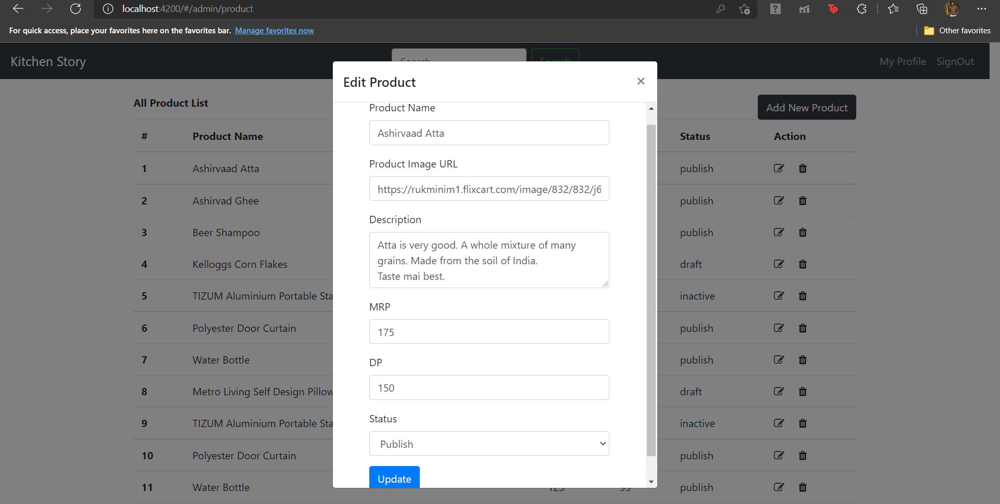 localhost:4200/#/admin/product
For quick access, place your favorites here on the favorites bar. Manage favorites now
Other favorites
Kitchen Story
Search
Search
My Profile
SignOut
All Product List
Add New Product
# Product Name Status Action
1 Ashirvaad Atta publish
2 Ashirvad Ghee publish
3 Beer Shampoo publish
4 Kelloggs Corn Flakes draft
5 TIZUM Aluminium Portable Sta inactive
6 Polyester Door Curtain publish
7 Water Bottle publish
8 Metro Living Self Design Pillow draft
9 TIZUM Aluminium Portable Sta inactive
10 Polyester Door Curtain publish
11 Water Bottle 125 99 publish
Edit Product ×
Product Name
Ashirvaad Atta
Product Image URL
https://rukminim1.flixcart.com/image/832/832/j6
Description
Atta is very good. A whole mixture of many
grains. Made from the soil of India.
Taste mai best.
MRP
175
DP
150
Status
Publish
Update